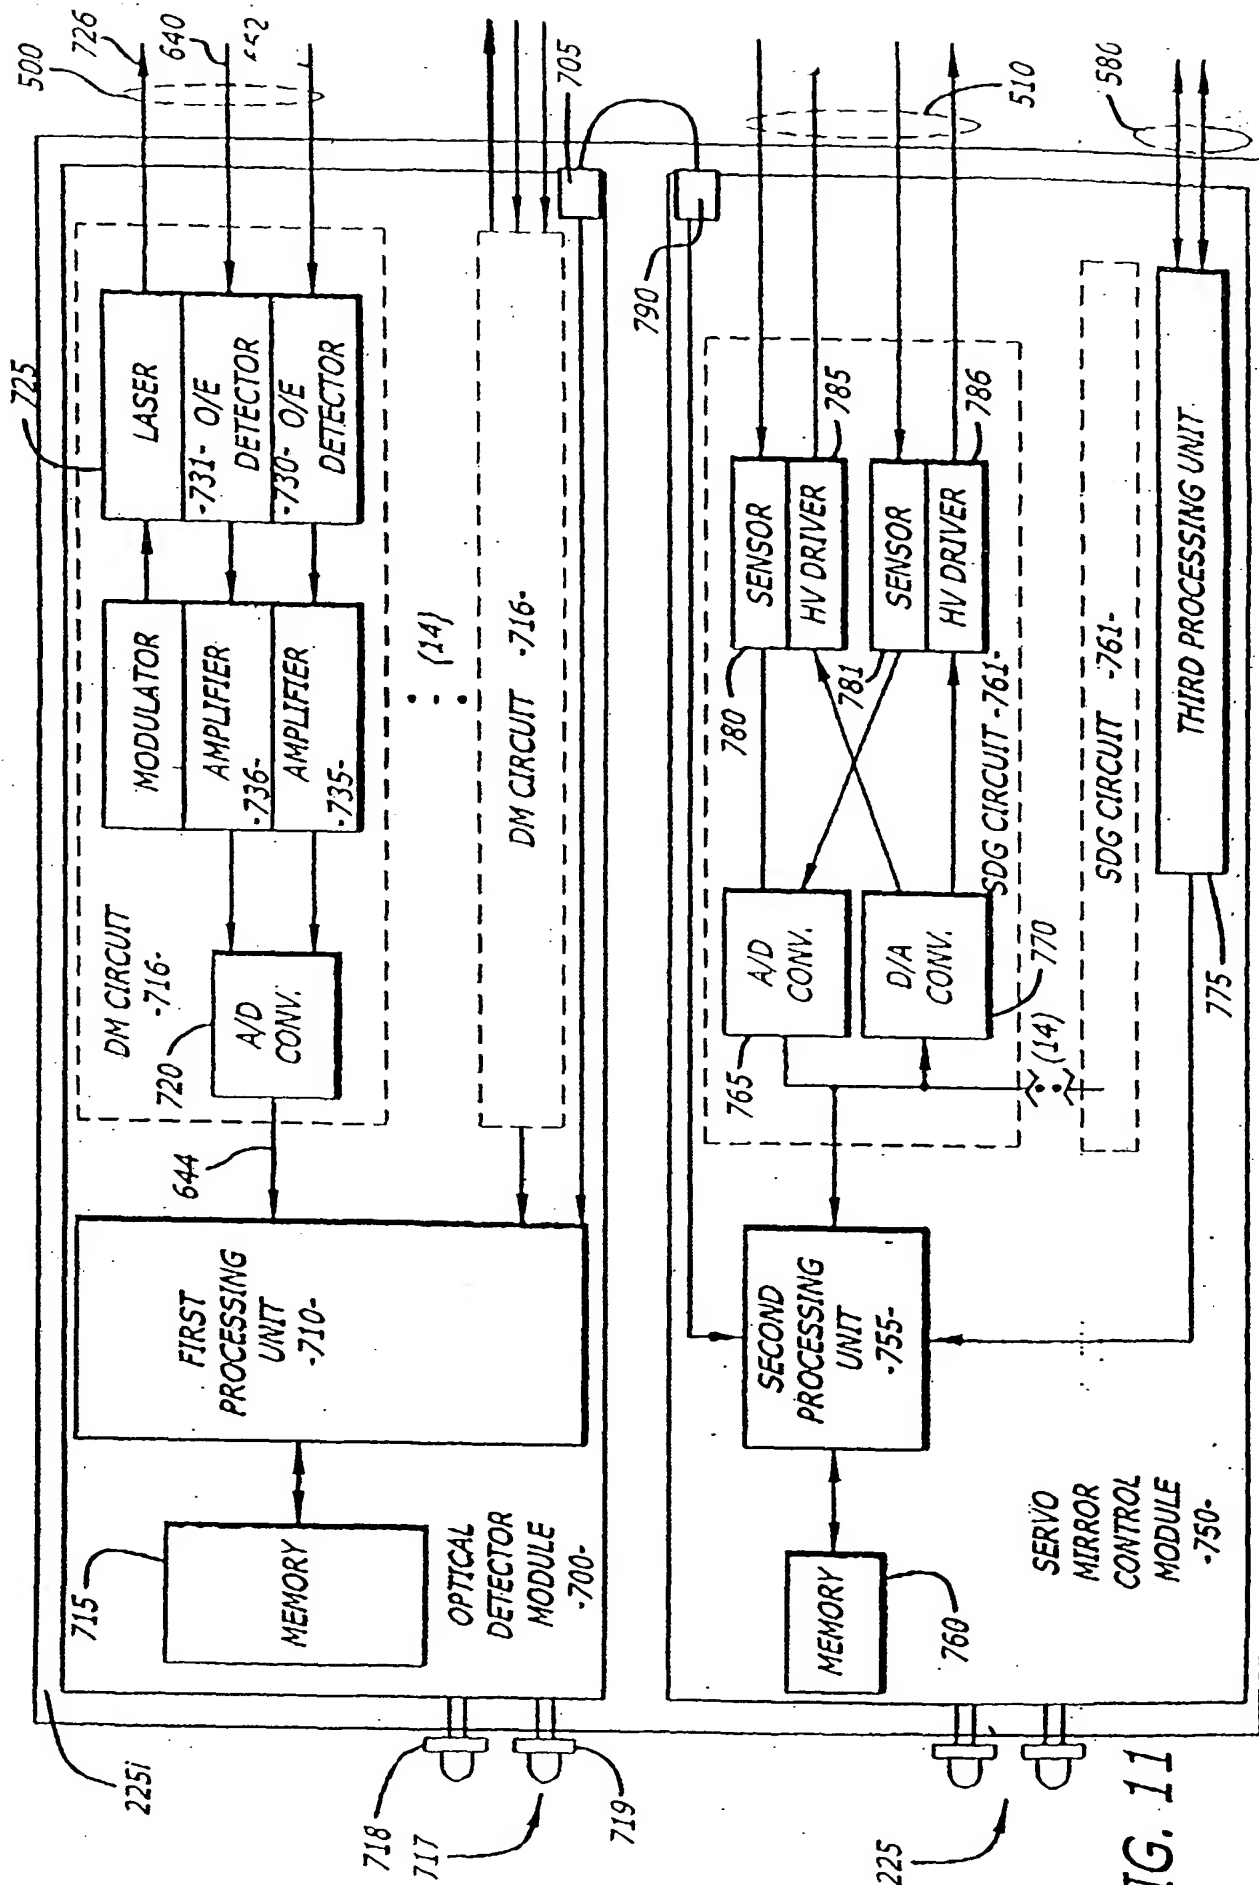 500
726
640
652
725
LASER
-731- O/E
DETECTOR
-730- O/E
DETECTOR
MODULATOR
AMPLIFIER
-736-
AMPLIFIER
-735-
DM CIRCUIT
-716-
720
A/D
CONV.
644
(14)
DM CIRCUIT -716-
705
FIRST
PROCESSING
UNIT
-710-
715
MEMORY
OPTICAL
DETECTOR
MODULE
-700-
225i
718
717
719
790
510
580
780
SENSOR
HV DRIVER
785
781
SENSOR
HV DRIVER
786
765
A/D
CONV.
D/A
CONV.
770
SDG CIRCUIT -761-
(14)
SDG CIRCUIT -761-
THIRD PROCESSING UNIT
775
SECOND
PROCESSING
UNIT
-755-
MEMORY
760
SERVO
MIRROR
CONTROL
MODULE
-750-
225
IG. 11